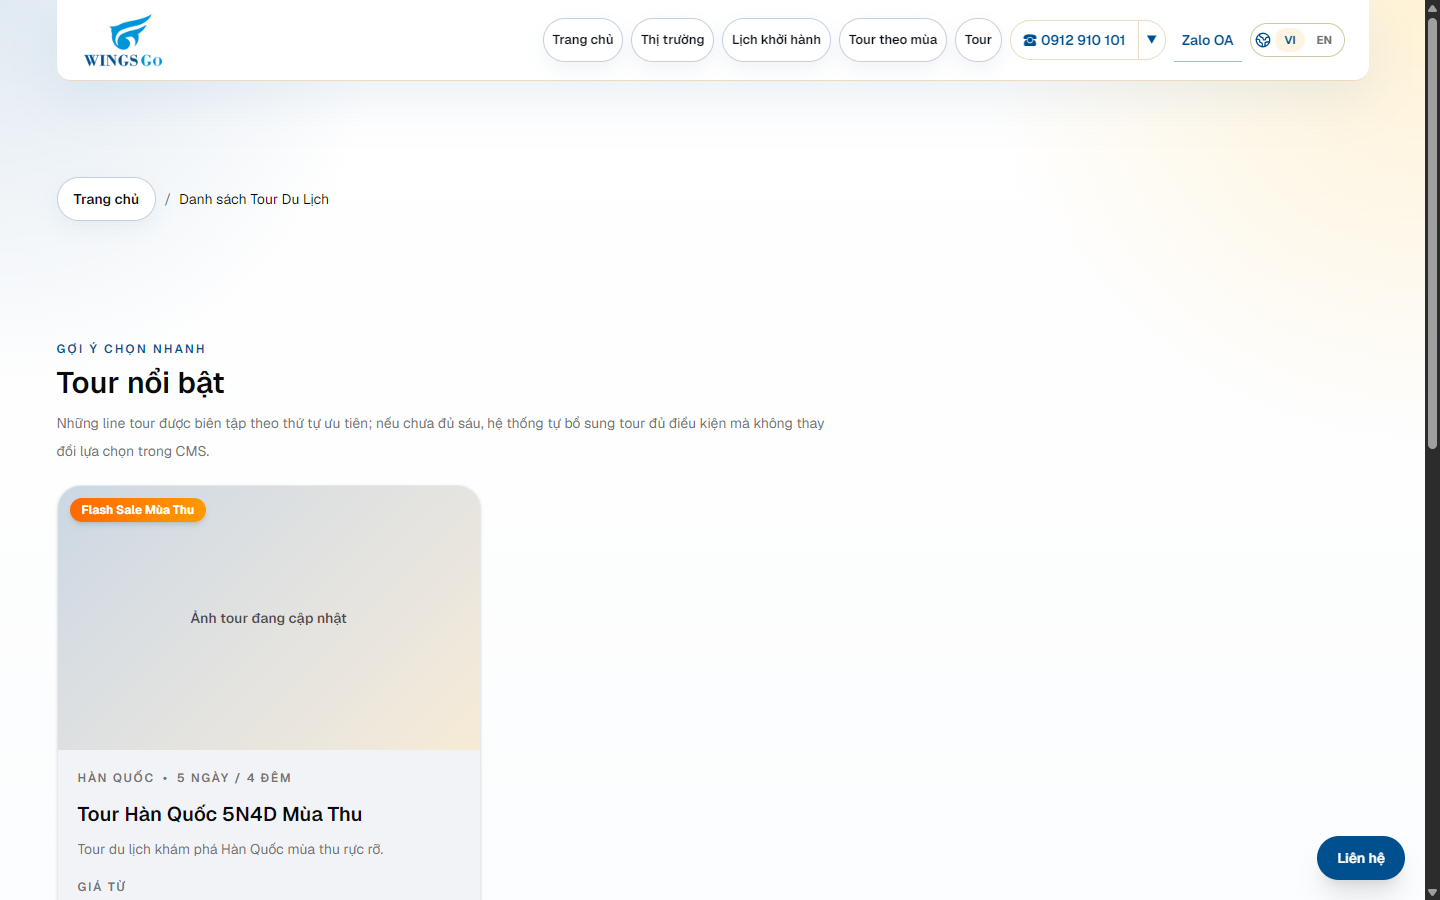 WINGS GO
Trang chủ
Thị trường
Lịch khởi hành
Tour theo mùa
Tour
☎ 0912 910 101 ▼
Zalo OA
VI EN
Trang chủ / Danh sách Tour Du Lịch
GỢI Ý CHỌN NHANH
Tour nổi bật
Những line tour được biên tập theo thứ tự ưu tiên; nếu chưa đủ sáu, hệ thống tự bổ sung tour đủ điều kiện mà không thay
đổi lựa chọn trong CMS.
Flash Sale Mùa Thu
Ảnh tour đang cập nhật
HÀN QUỐC • 5 NGÀY / 4 ĐÊM
Tour Hàn Quốc 5N4D Mùa Thu
Tour du lịch khám phá Hàn Quốc mùa thu rực rỡ.
GIÁ TỪ
Liên hệ